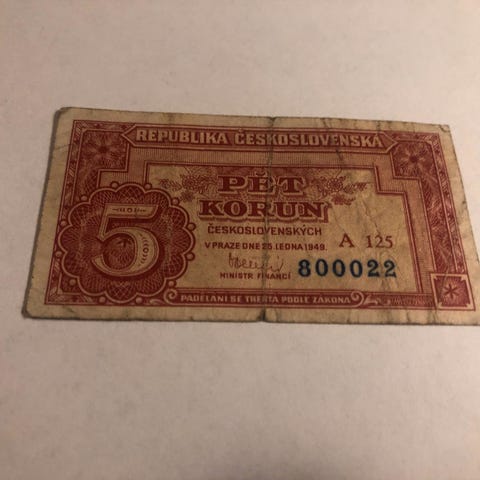 REPUBLIKA ČESKOSLOVENSKÁ
PĚT
KORUN
ČESKOSLOVENSKÝCH
V PRAZE DNE 25. LEDNA 1949.
A 125
5
MINISTR FINANCÍ
800022
PADĚLÁNÍ SE TRESTÁ PODLE ZÁKONA